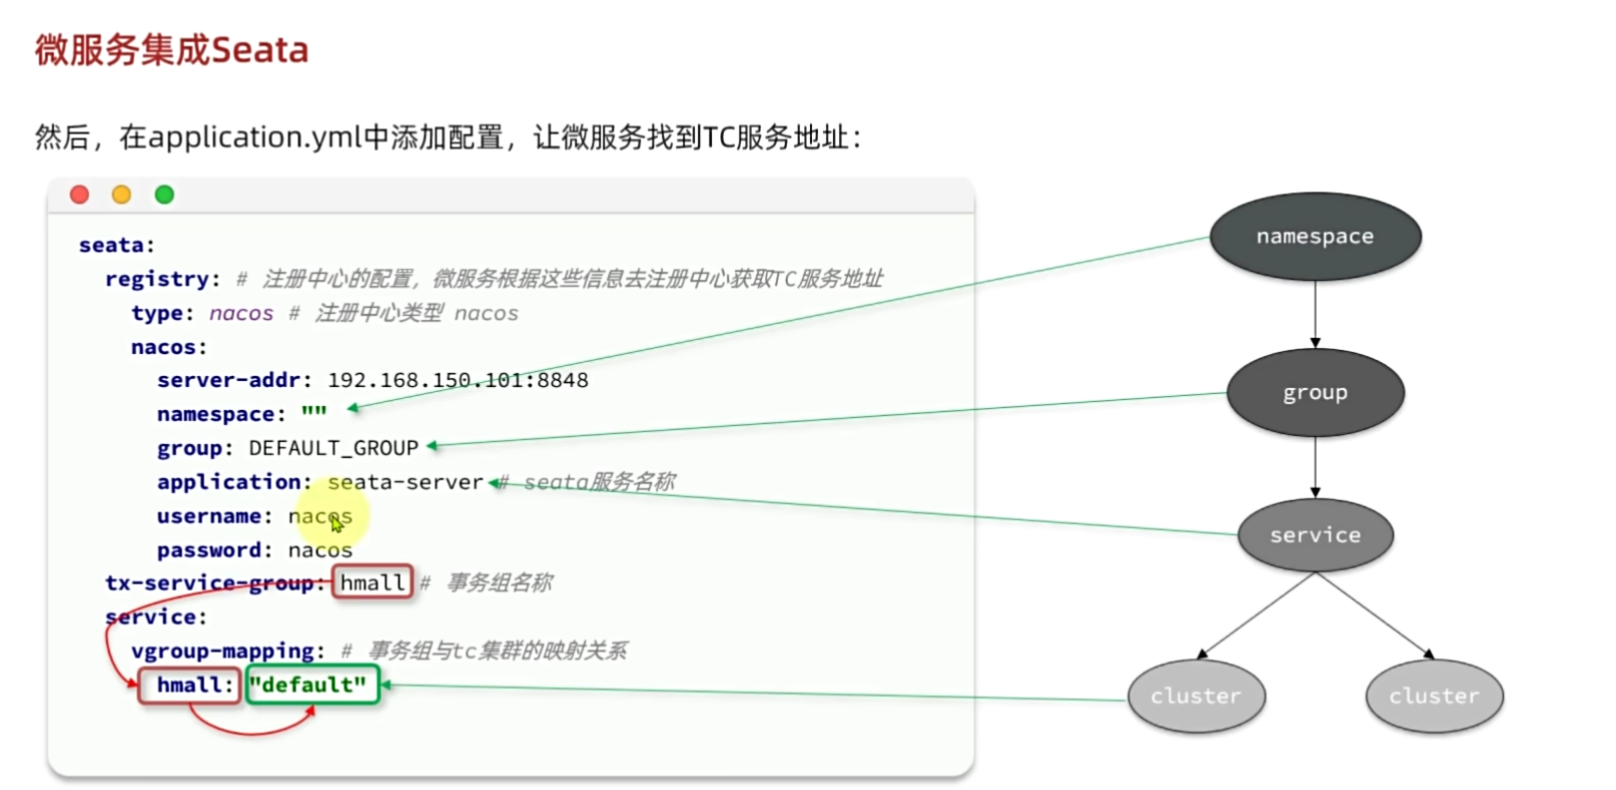 微服务集成Seata
然后，在application.yml中添加配置，让微服务找到TC服务地址：
seata:
registry: # 注册中心的配置，微服务根据这些信息去注册中心获取TC服务地址
type: nacos # 注册中心类型 nacos
nacos:
server-addr: 192.168.150.101:8848
namespace: ""
group: DEFAULT_GROUP
application: seata-server # seata服务名称
username: nacos
password: nacos
tx-service-group: hmall # 事务组名称
service:
vgroup-mapping: # 事务组与tc集群的映射关系
hmall: "default"
namespace
group
service
cluster
cluster